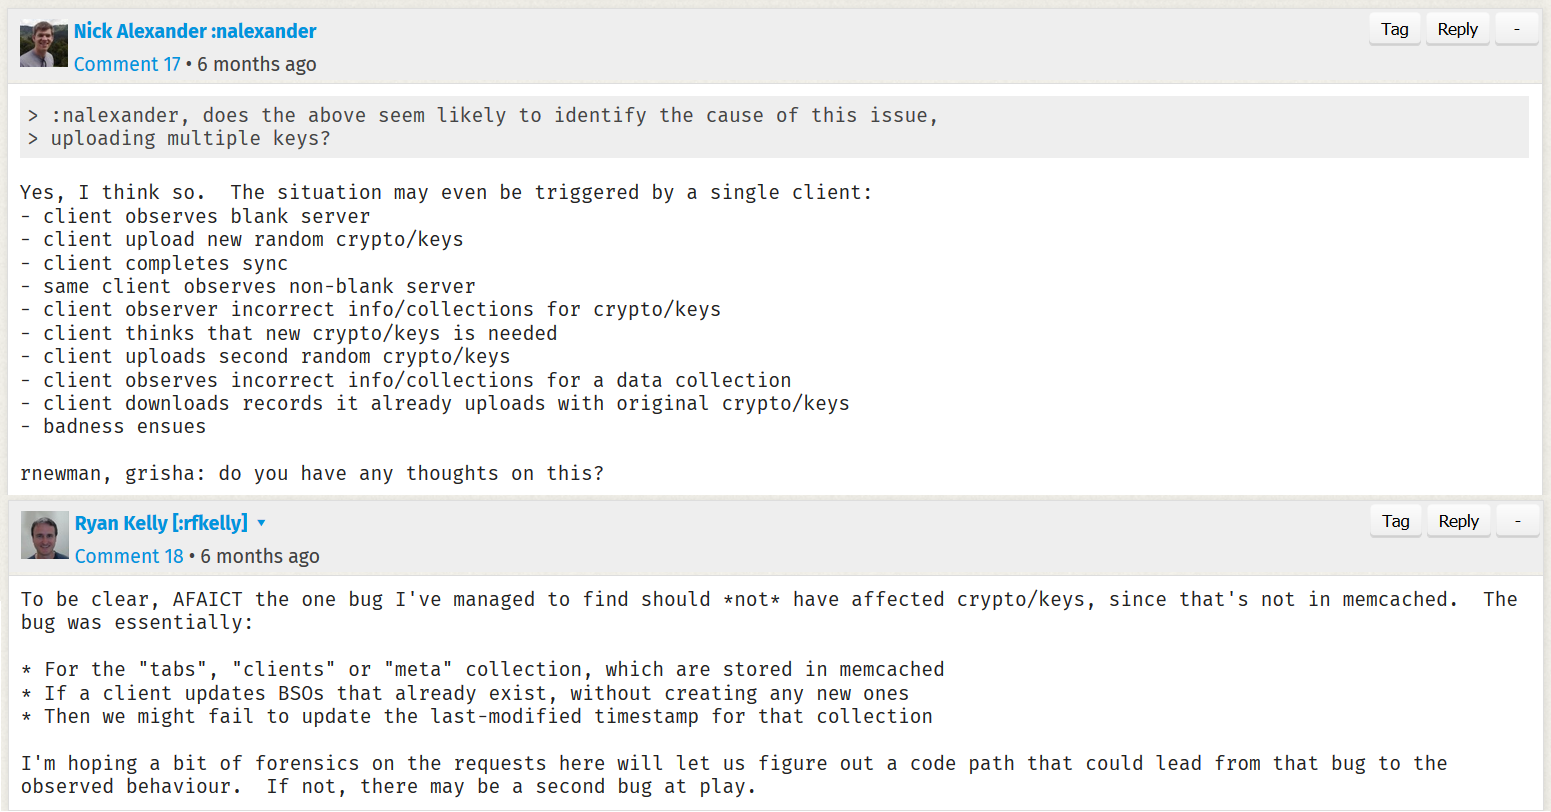 Nick Alexander :nalexander
Tag Reply -
Comment 17 • 6 months ago
> :nalexander, does the above seem likely to identify the cause of this issue,
> uploading multiple keys?
Yes, I think so.  The situation may even be triggered by a single client:
- client observes blank server
- client upload new random crypto/keys
- client completes sync
- same client observes non-blank server
- client observer incorrect info/collections for crypto/keys
- client thinks that new crypto/keys is needed
- client uploads second random crypto/keys
- client observes incorrect info/collections for a data collection
- client downloads records it already uploads with original crypto/keys
- badness ensues
rnewman, grisha: do you have any thoughts on this?
Ryan Kelly [:rfkelly] ▾
Tag Reply -
Comment 18 • 6 months ago
To be clear, AFAICT the one bug I've managed to find should *not* have affected crypto/keys, since that's not in memcached.  The
bug was essentially:
* For the "tabs", "clients" or "meta" collection, which are stored in memcached
* If a client updates BSOs that already exist, without creating any new ones
* Then we might fail to update the last-modified timestamp for that collection
I'm hoping a bit of forensics on the requests here will let us figure out a code path that could lead from that bug to the
observed behaviour.  If not, there may be a second bug at play.